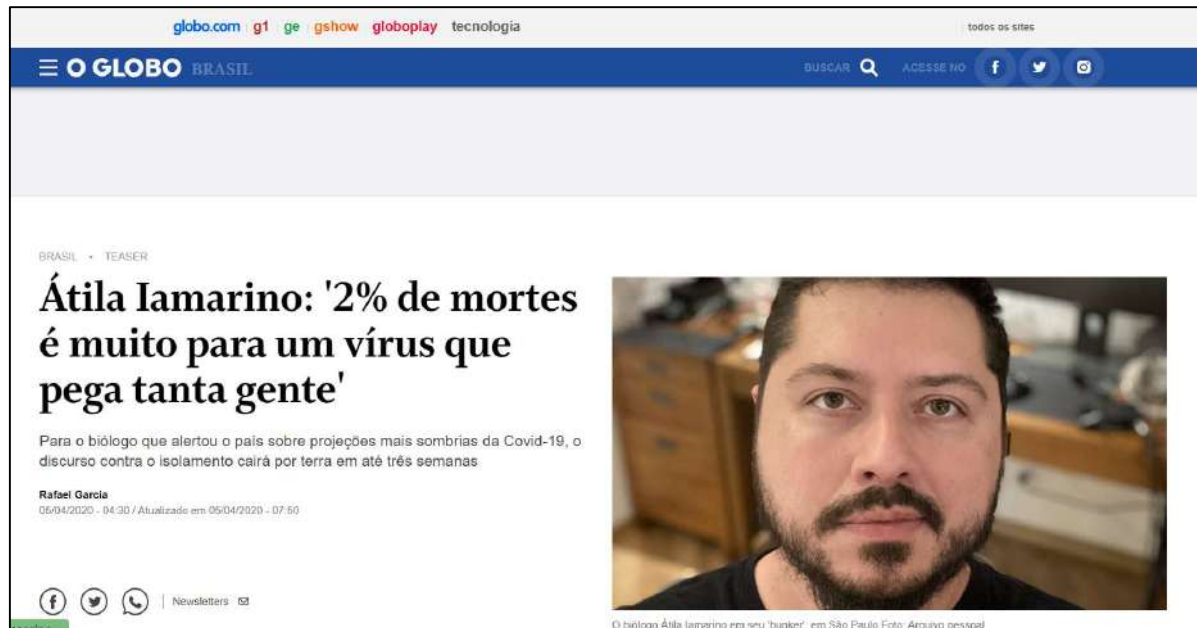 globo.com g1 ge gshow globoplay tecnologia todos os sites
O GLOBO BRASIL BUSCAR ACESSE NO
BRASIL • TEASER
Átila Iamarino: '2% de mortes
é muito para um vírus que
pega tanta gente'
Para o biólogo que alertou o país sobre projeções mais sombrias da Covid-19, o
discurso contra o isolamento cairá por terra em até três semanas
Rafael Garcia
05/04/2020 - 04:30 / Atualizado em 05/04/2020 - 07:50
Newsletters
O biólogo Átila Iamarino em seu 'bunker', em São Paulo Foto: Arquivo pessoal